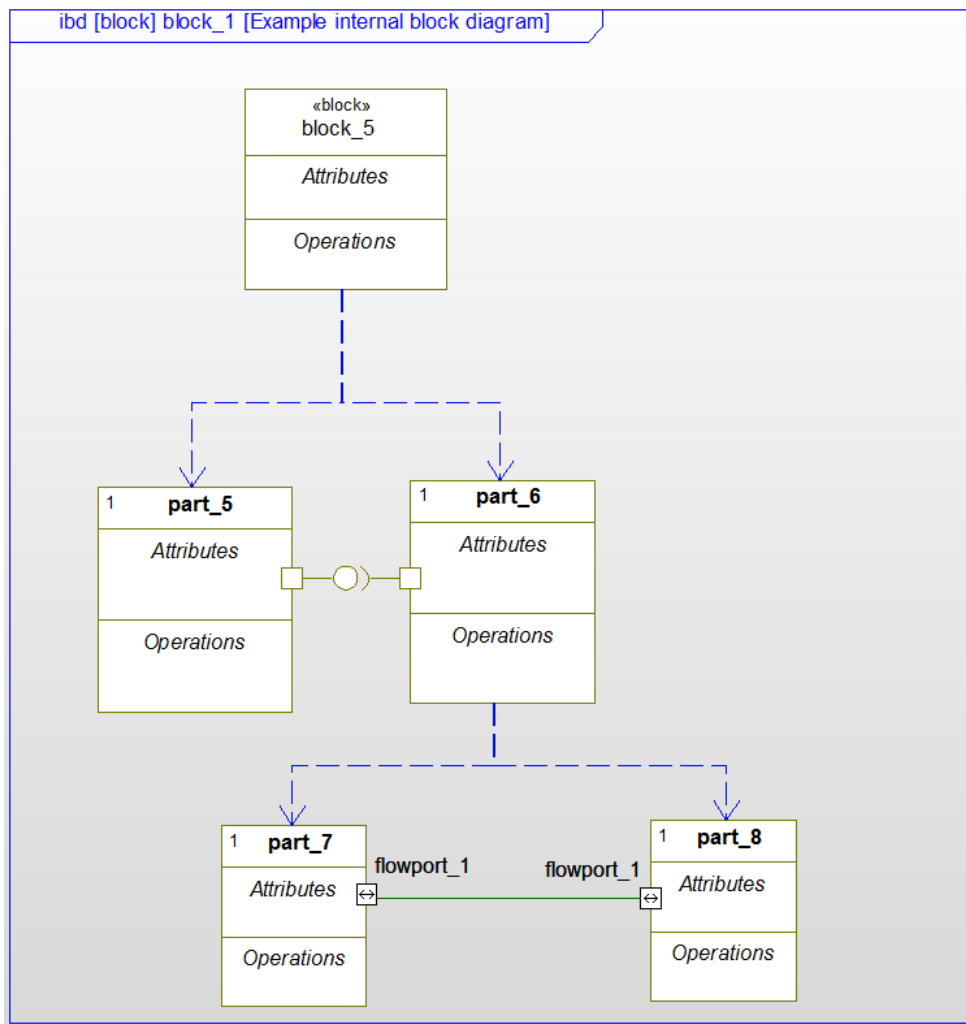 ibd [block] block_1 [Example internal block diagram]
«block»
block_5
Attributes
Operations
1 part_5
Attributes
Operations
1 part_6
Attributes
Operations
1 part_7
Attributes
Operations
flowport_1
flowport_1
1 part_8
Attributes
Operations